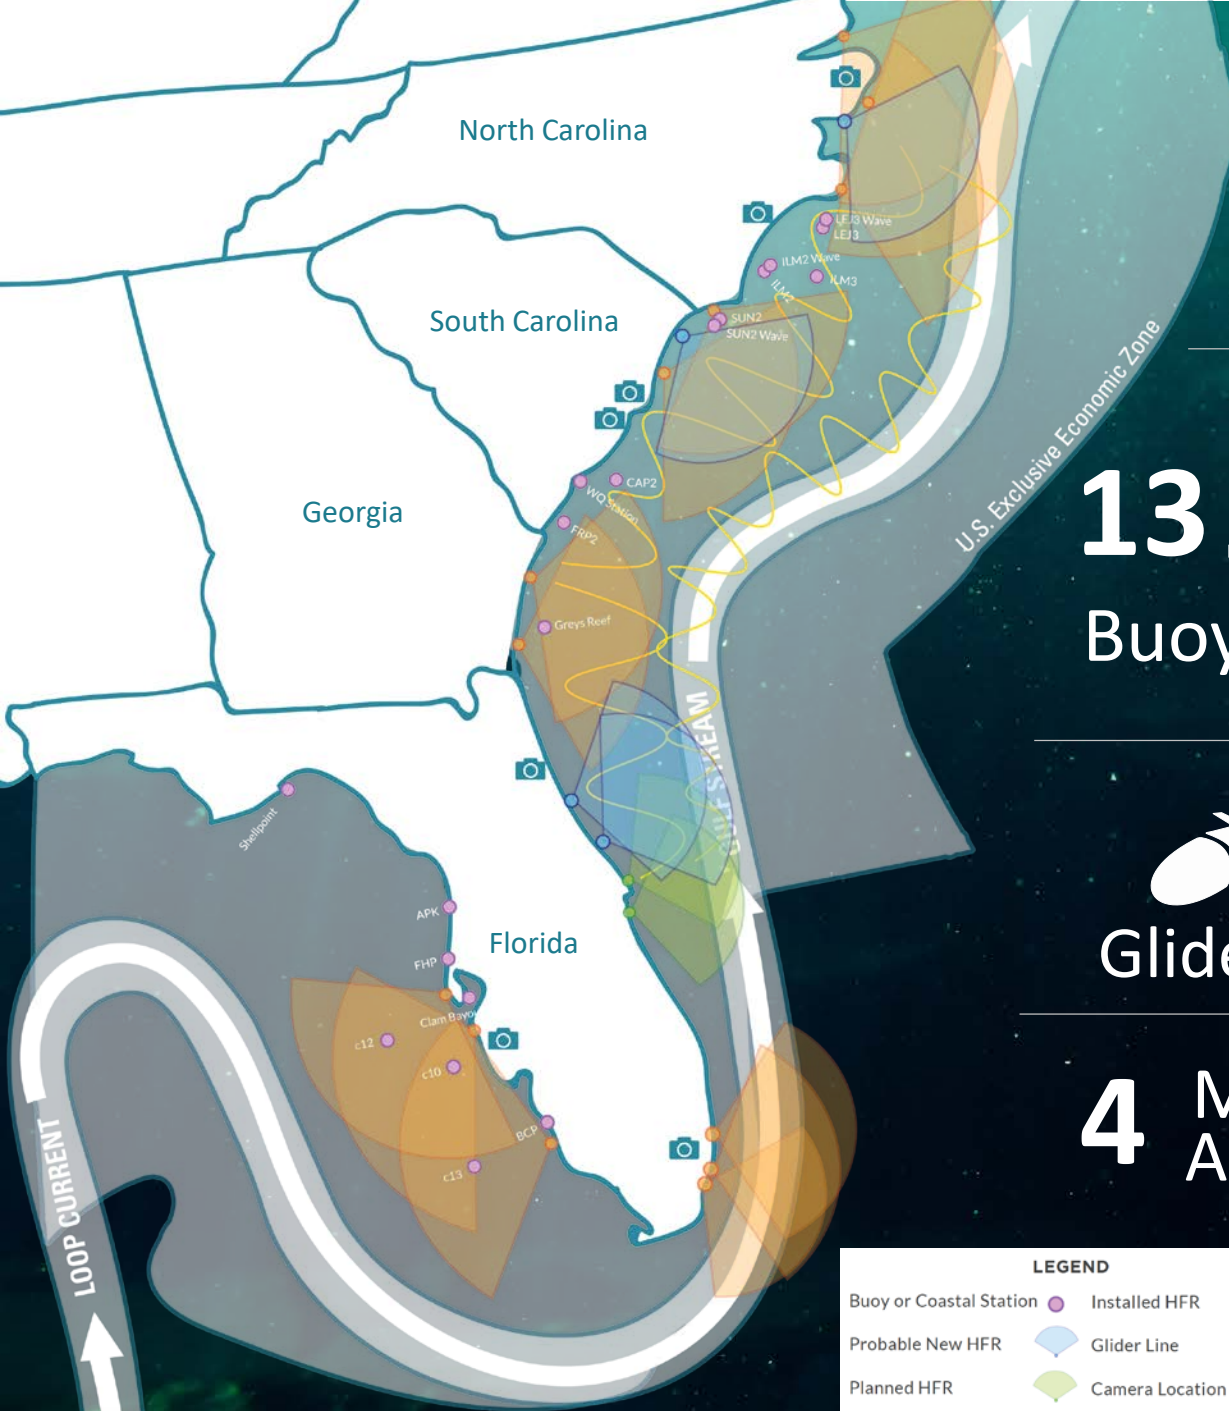 North Carolina
LEJ3 Wave
LEJ3
ILM2 Wave
ILM2
ILM3
South Carolina
SUN2
SUN2 Wave
U.S. Exclusive Economic Zone
CAP2
WQ Station
FRP2
Georgia
Greys Reef
13
Buoy
GULF STREAM
Shellpoint
APK
Florida
FHP
Glide
Clam Bayou
c12
c10
BCP
c13
4
M
A
LOOP CURRENT
LEGEND
Buoy or Coastal Station
Installed HFR
Probable New HFR
Glider Line
Planned HFR
Camera Location